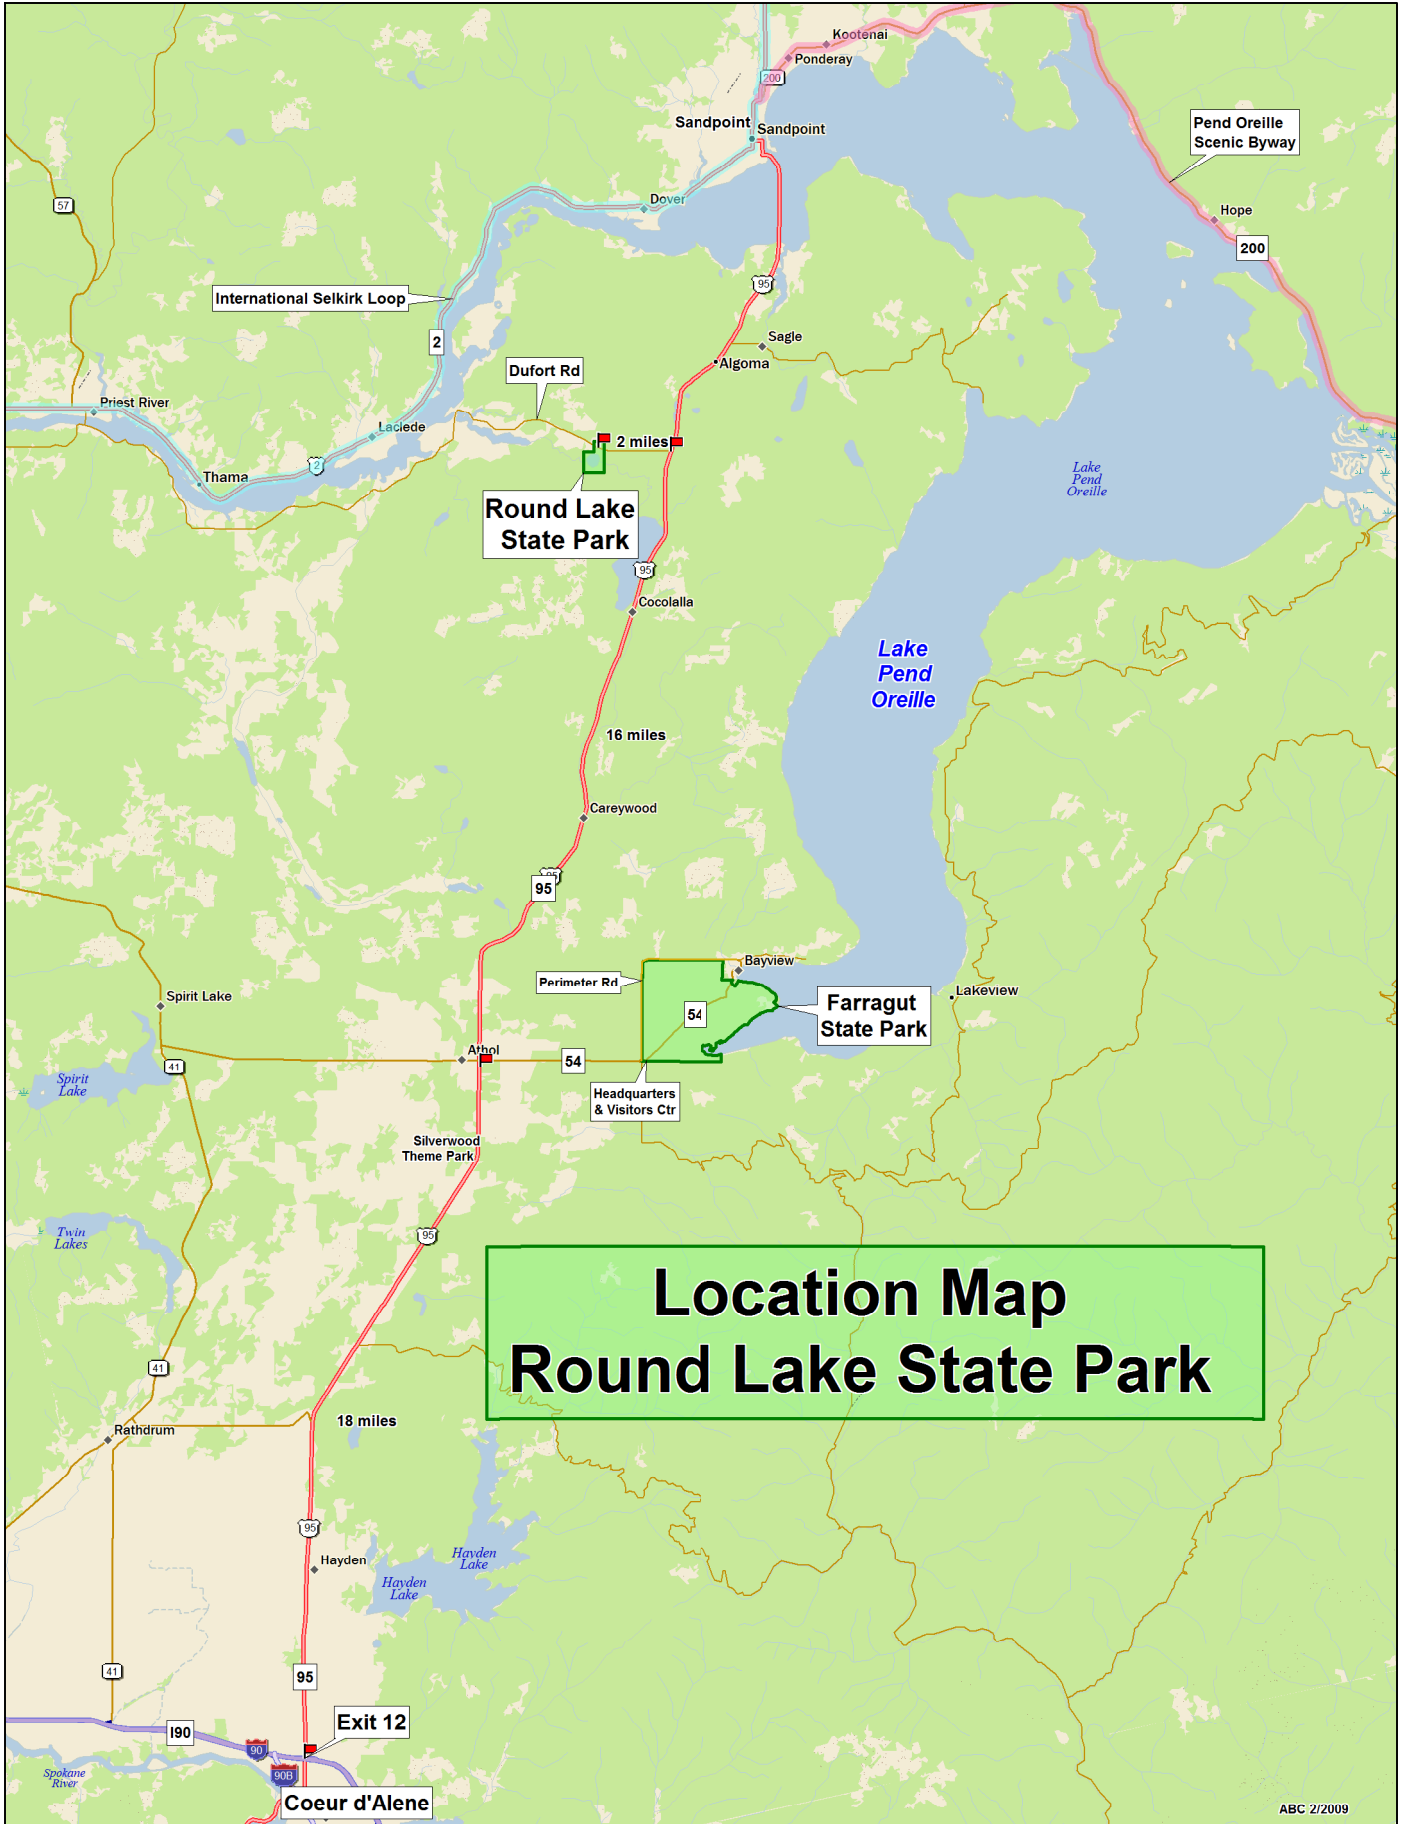 Kootenai
Ponderay
200
Sandpoint
Sandpoint
Pend Oreille
Scenic Byway
57
Dover
Hope
200
95
International Selkirk Loop
2
Sagle
Algoma
Dufort Rd
Priest River
Laclede
2 miles
2
Thama
Lake
Pend
Oreille
Round Lake
State Park
95
Cocolalla
Lake
Pend
Oreille
16 miles
Careywood
95
95
Bayview
Perimeter Rd
Spirit Lake
Lakeview
Farragut
State Park
54
Athol
54
41
Spirit
Lake
Headquarters
& Visitors Ctr
Silverwood
Theme Park
Twin
Lakes
95
Location Map
Round Lake State Park
41
18 miles
Rathdrum
95
Hayden
Hayden
Lake
Hayden
Lake
41
95
Exit 12
I90
90
Spokane
River
90B
Coeur d'Alene
ABC 2/2009